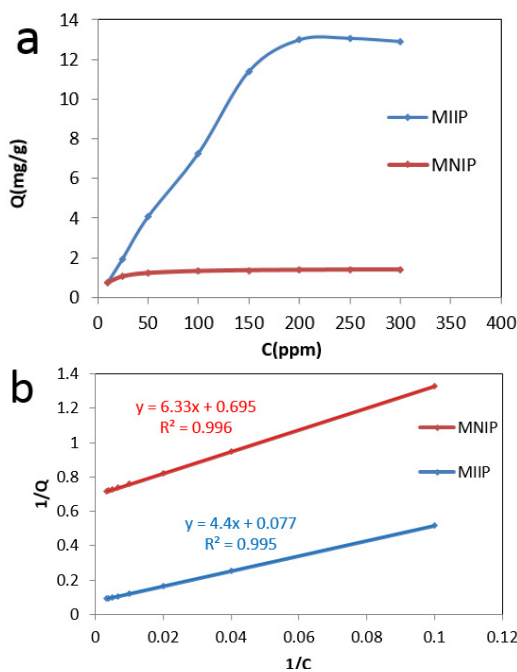 a
14
12
10
8
6
4
2
0
Q(mg/g)
MIIP
MNIP
0 50 100 150 200 250 300 350 400
C(ppm)
b
1.4
1.2
1
0.8
0.6
0.4
0.2
0
1/Q
y = 6.33x + 0.695
R² = 0.996
MNIP
MIIP
y = 4.4x + 0.077
R² = 0.995
0 0.02 0.04 0.06 0.08 0.1 0.12
1/C